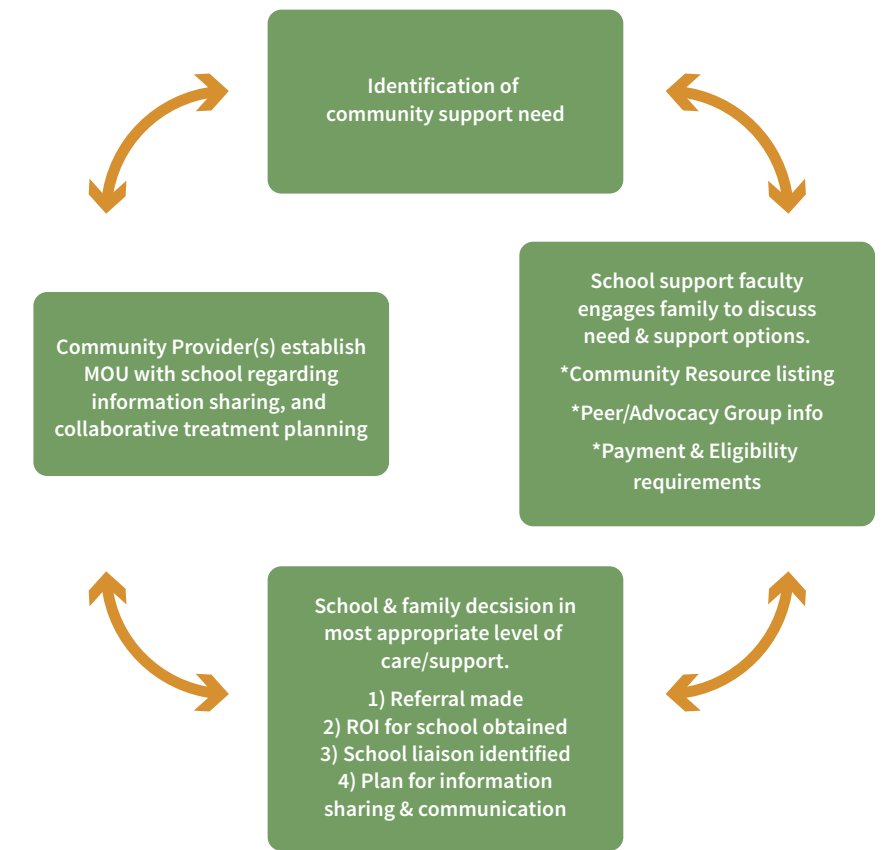 Identification of
community support need
School support faculty
engages family to discuss
need & support options.
*Community Resource listing
*Peer/Advocacy Group info
*Payment & Eligibility
requirements
Community Provider(s) establish
MOU with school regarding
information sharing, and
collaborative treatment planning
School & family decsision in
most appropriate level of
care/support.
1) Referral made
2) ROI for school obtained
3) School liaison identified
4) Plan for information
sharing & communication